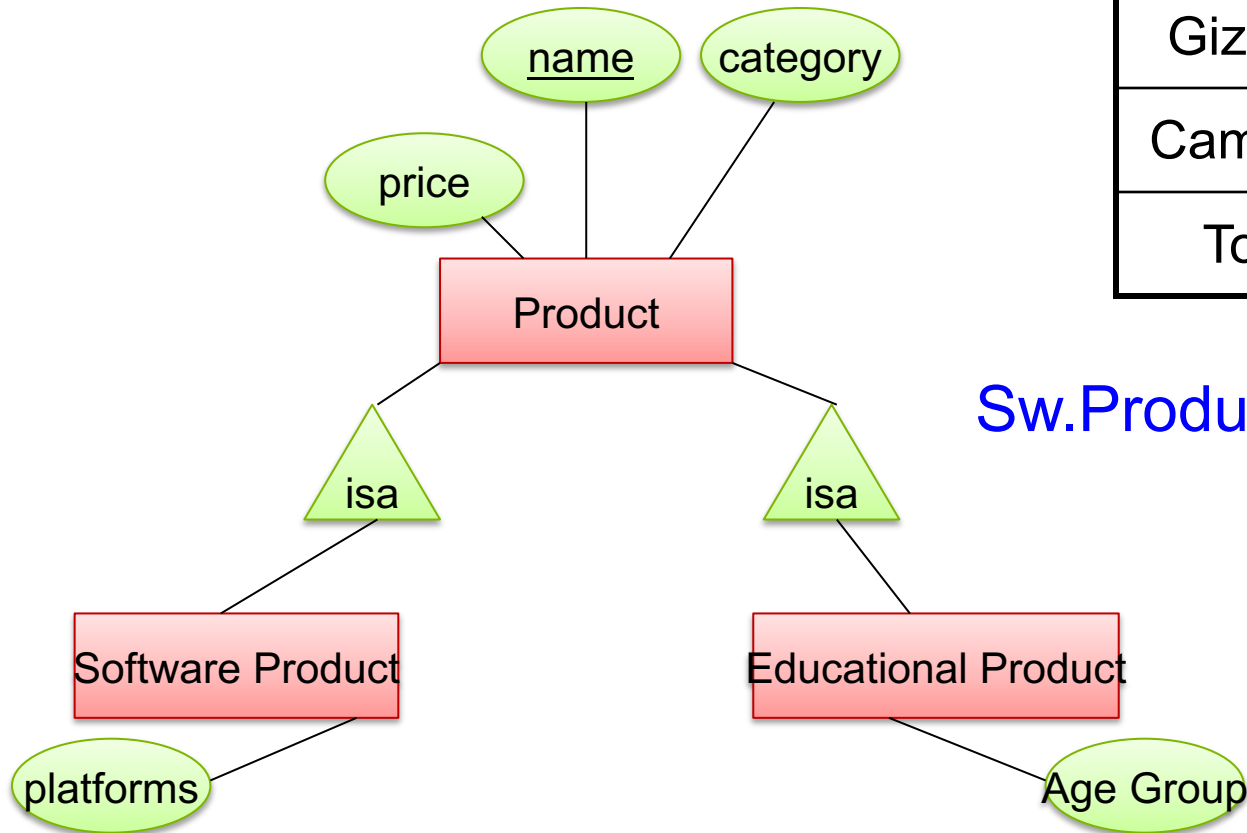 name
category
price
Product
isa
isa
Software Product
Educational Product
platforms
Age Group